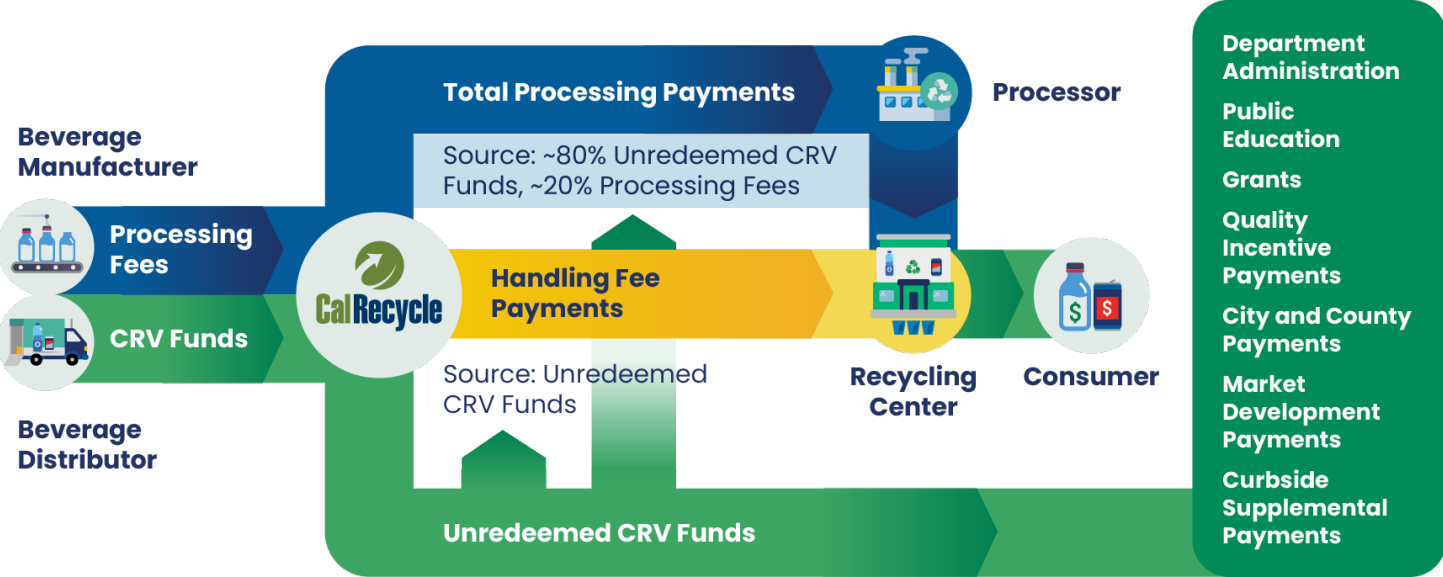 Beverage
Manufacturer
Processing
Fees
CRV Funds
Beverage
Distributor
CalRecycle
Total Processing Payments
Source: ~80% Unredeemed CRV
Funds, ~20% Processing Fees
Handling Fee
Payments
Source: Unredeemed
CRV Funds
Unredeemed CRV Funds
Processor
Recycling
Center
$
$
Consumer
Department
Administration
Public
Education
Grants
Quality
Incentive
Payments
City and County
Payments
Market
Development
Payments
Curbside
Supplemental
Payments